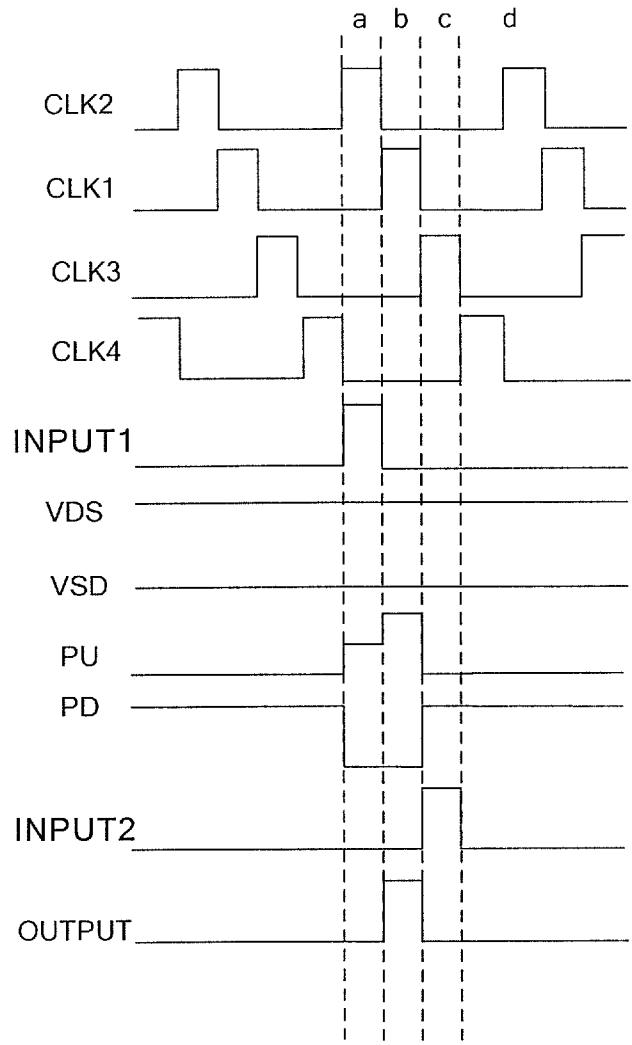 a b c d
CLK2
CLK1
CLK3
CLK4
INPUT1
VDS
VSD
PU
PD
INPUT2
OUTPUT